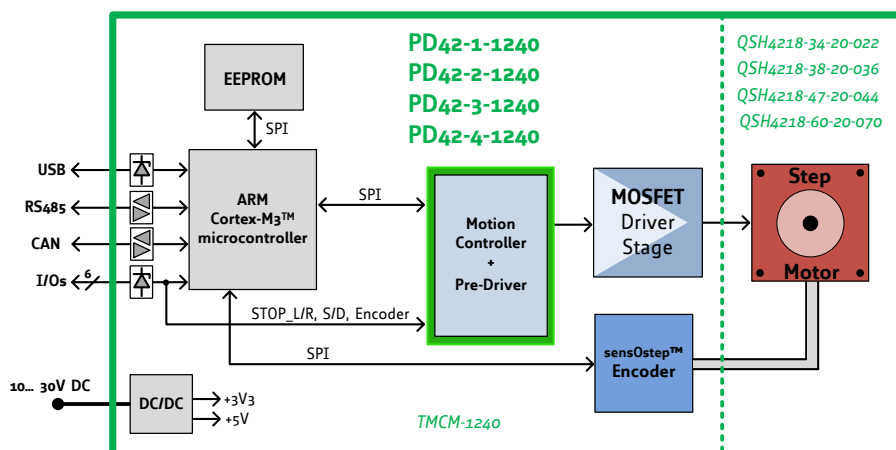 PD42-1-1240
PD42-2-1240
PD42-3-1240
PD42-4-1240
QSH4218-34-20-022
QSH4218-38-20-036
QSH4218-47-20-044
QSH4218-60-20-070
EEPROM
SPI
USB
RS485
CAN
I/Os
6
ARM
Cortex-M3™
microcontroller
SPI
Motion
Controller
+
Pre-Driver
MOSFET
Driver
Stage
Step
Motor
STOP_L/R, S/D, Encoder
SPI
sensOstep™
Encoder
10... 30V DC
DC/DC
+3V3
+5V
TMCM-1240